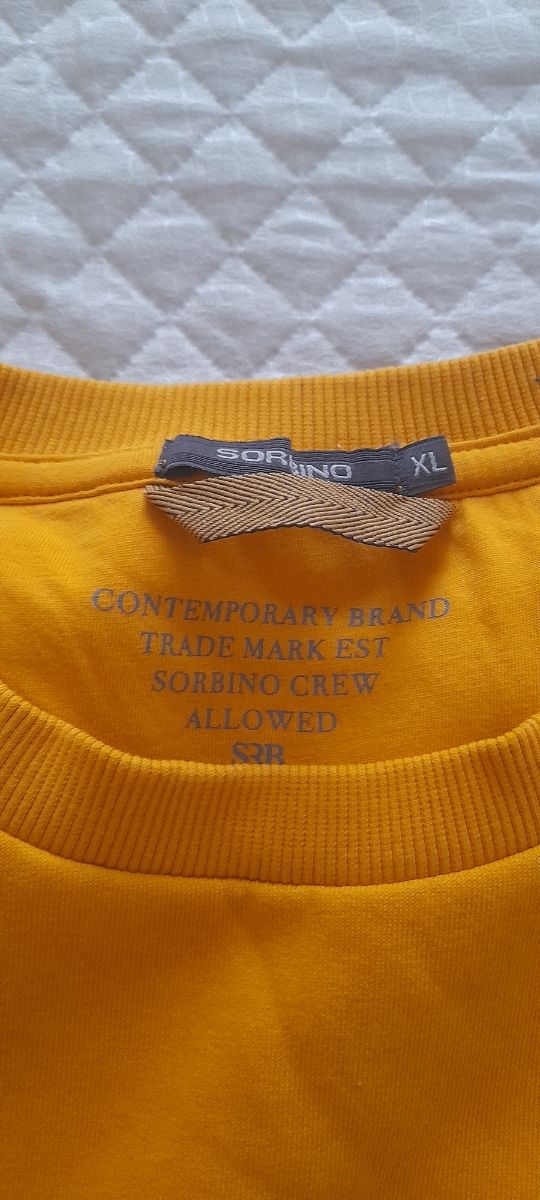 SORBINO
XL
CONTEMPORARY BRAND
TRADE MARK EST
SORBINO CREW
ALLOWED
SRB